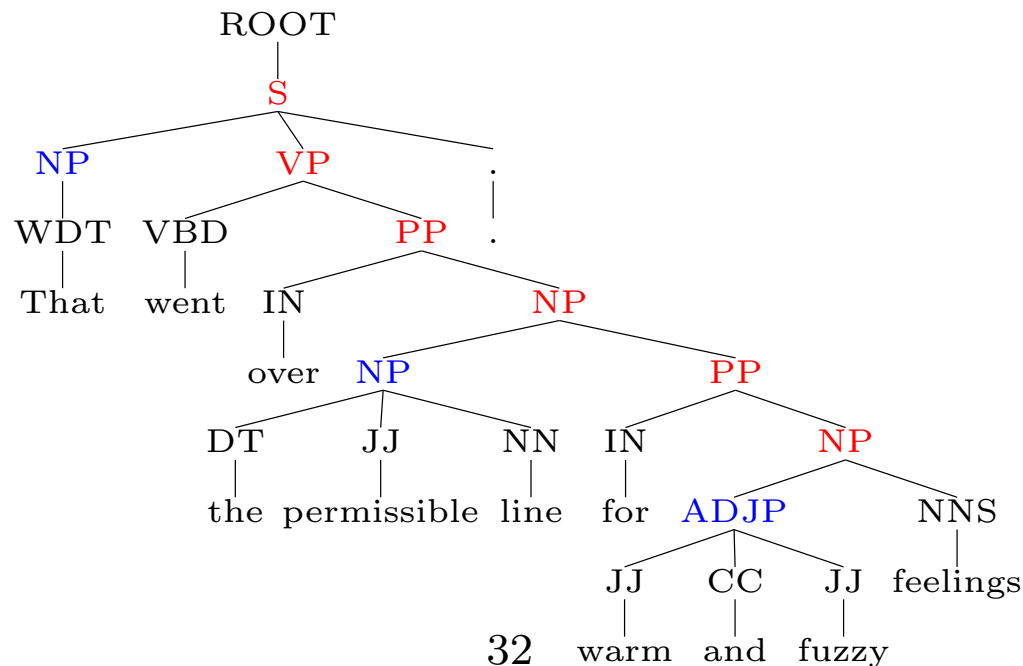 ROOT
S
NP VP .
WDT VBD PP .
That went IN NP
over NP PP
DT JJ NN IN NP
the permissible line for ADJP NNS
JJ CC JJ feelings
32 warm and fuzzy